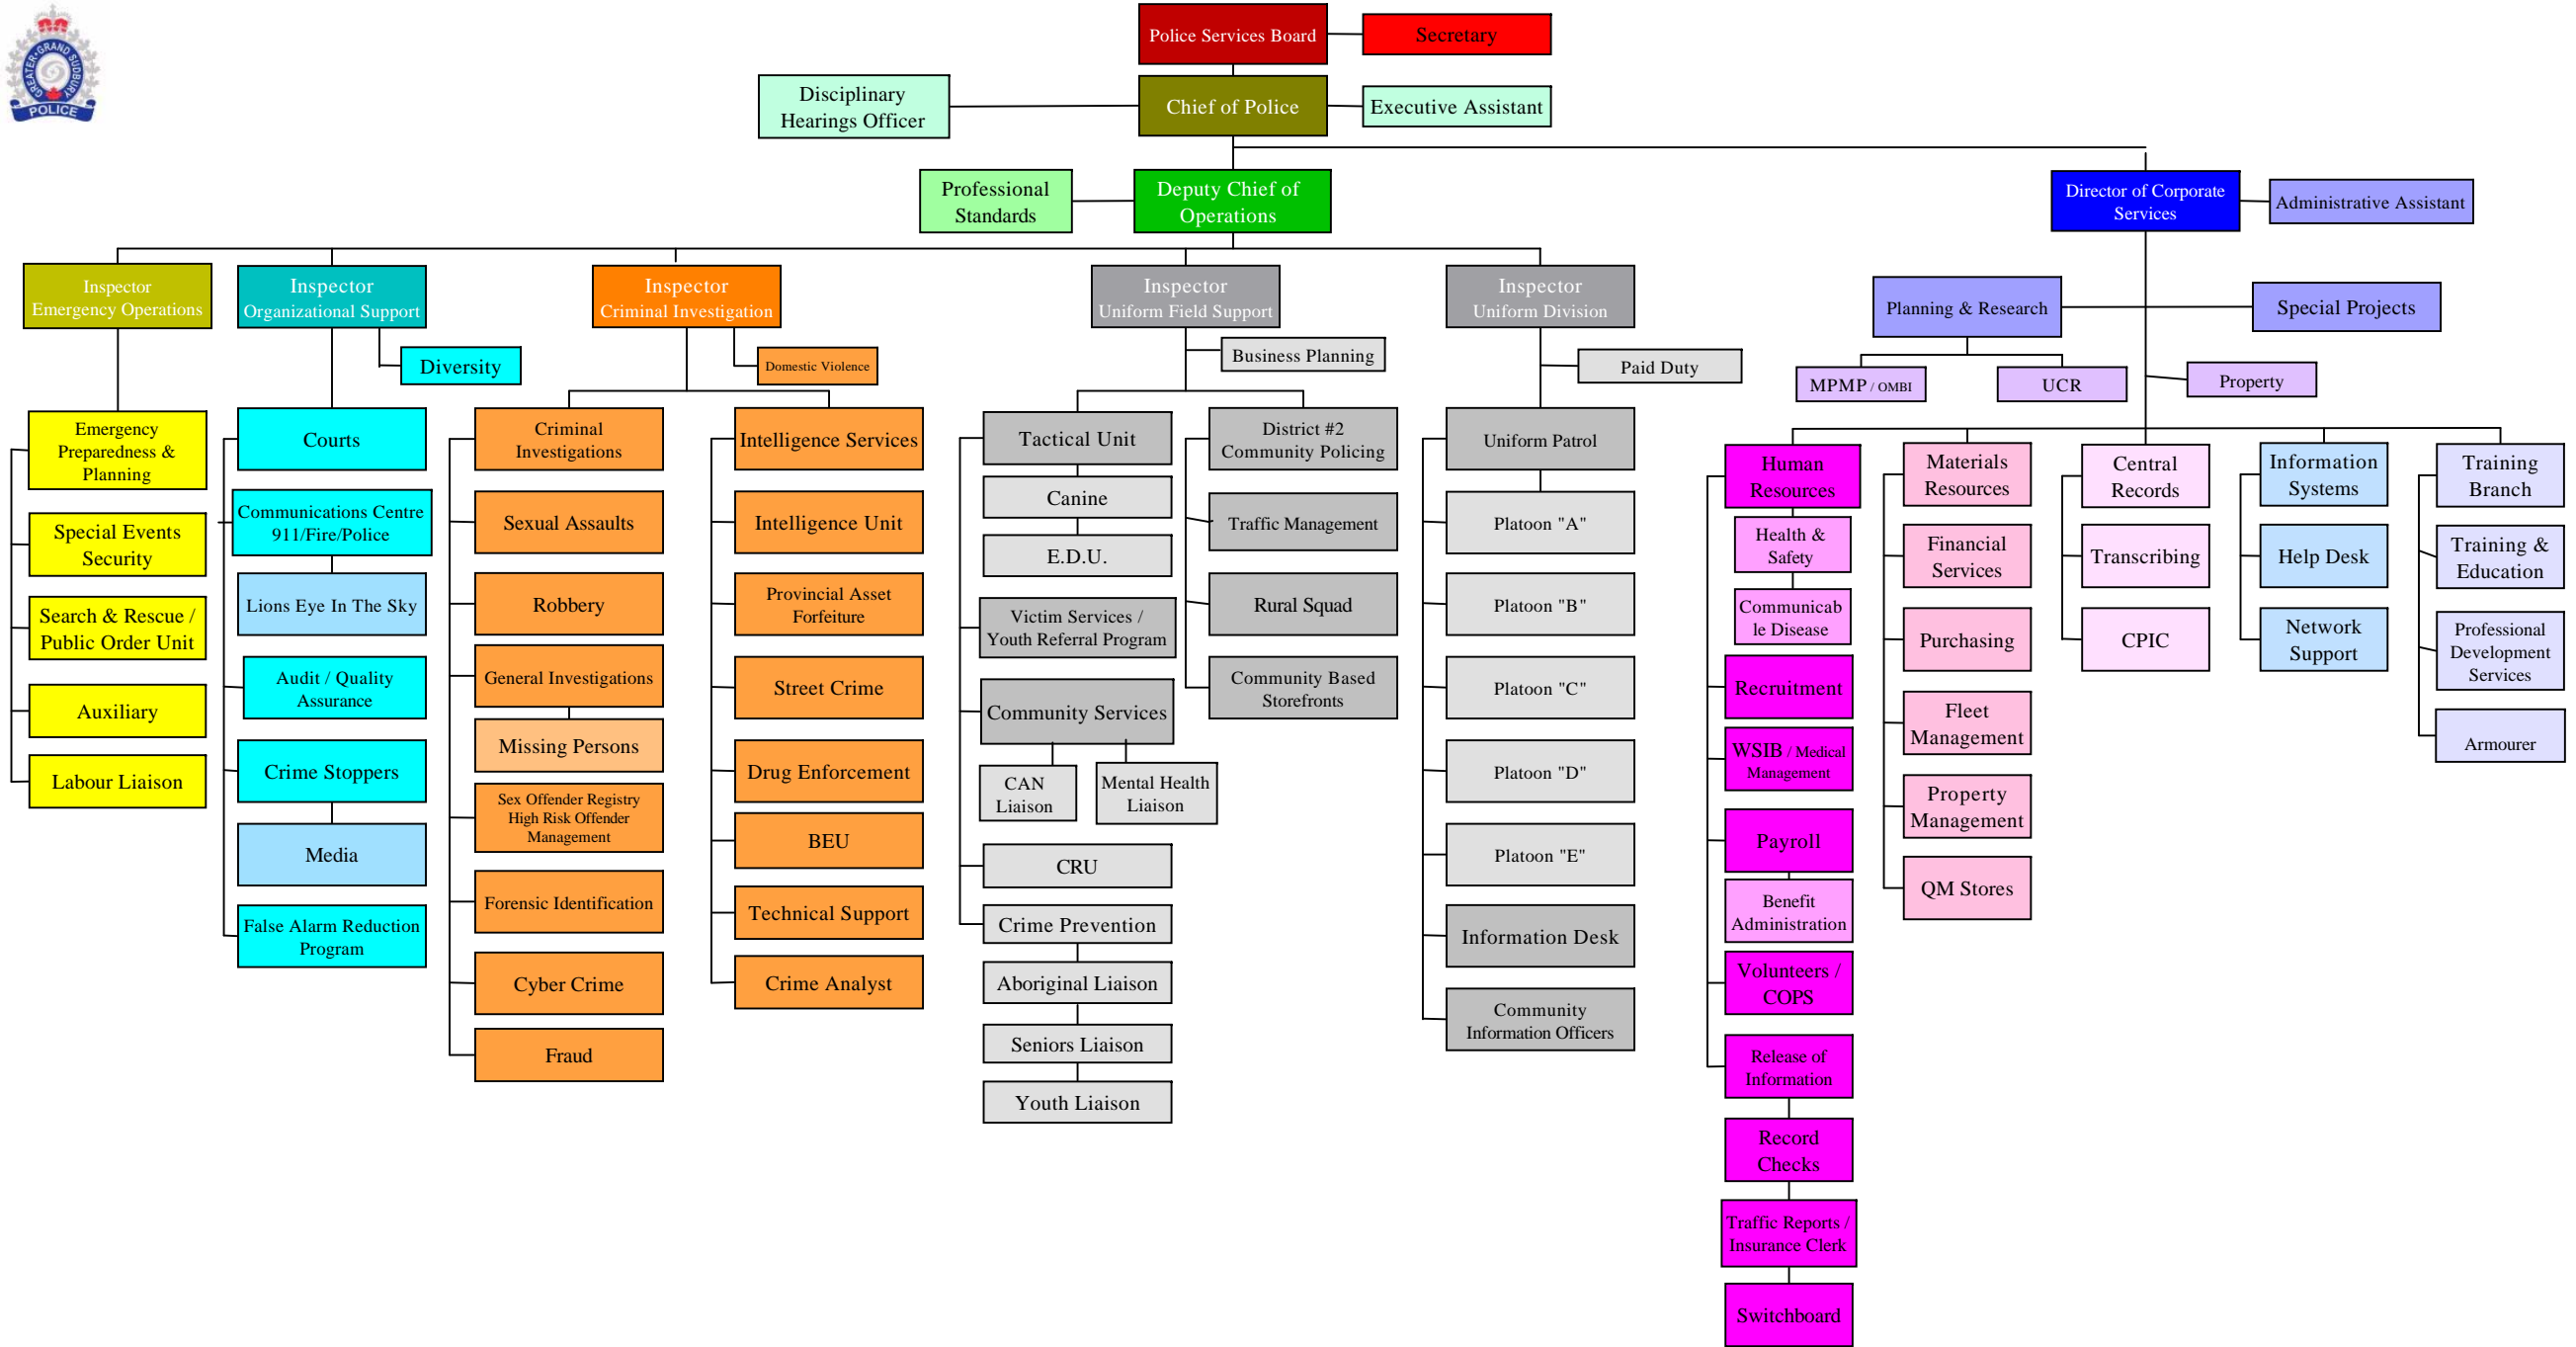 GREATER·GRAND SUDBURY
POLICE
Police Services Board
Secretary
Disciplinary
Hearings Officer
Chief of Police
Executive Assistant
Professional
Standards
Deputy Chief of
Operations
Director of Corporate
Services
Administrative Assistant
Inspector
Emergency Operations
Inspector
Organizational Support
Inspector
Criminal Investigation
Inspector
Uniform Field Support
Inspector
Uniform Division
Planning & Research
Special Projects
Diversity
Domestic Violence
Business Planning
Paid Duty
MPMP / OMBI
UCR
Property
Emergency
Preparedness &
Planning
Special Events
Security
Search & Rescue /
Public Order Unit
Auxiliary
Labour Liaison
Courts
Communications Centre
911/Fire/Police
Lions Eye In The Sky
Audit / Quality
Assurance
Crime Stoppers
Media
False Alarm Reduction
Program
Criminal
Investigations
Sexual Assaults
Robbery
General Investigations
Missing Persons
Sex Offender Registry
High Risk Offender
Management
Forensic Identification
Cyber Crime
Fraud
Intelligence Services
Intelligence Unit
Provincial Asset
Forfeiture
Street Crime
Drug Enforcement
BEU
Technical Support
Crime Analyst
Tactical Unit
Canine
E.D.U.
Victim Services /
Youth Referral Program
Community Services
CAN
Liaison
Mental Health
Liaison
CRU
Crime Prevention
Aboriginal Liaison
Seniors Liaison
Youth Liaison
District #2
Community Policing
Traffic Management
Rural Squad
Community Based
Storefronts
Uniform Patrol
Platoon "A"
Platoon "B"
Platoon "C"
Platoon "D"
Platoon "E"
Information Desk
Community
Information Officers
Human
Resources
Health &
Safety
Communicab
le Disease
Recruitment
WSIB / Medical
Management
Payroll
Benefit
Administration
Volunteers /
COPS
Release of
Information
Record
Checks
Traffic Reports /
Insurance Clerk
Switchboard
Materials
Resources
Financial
Services
Purchasing
Fleet
Management
Property
Management
QM Stores
Central
Records
Transcribing
CPIC
Information
Systems
Help Desk
Network
Support
Training
Branch
Training &
Education
Professional
Development
Services
Armourer